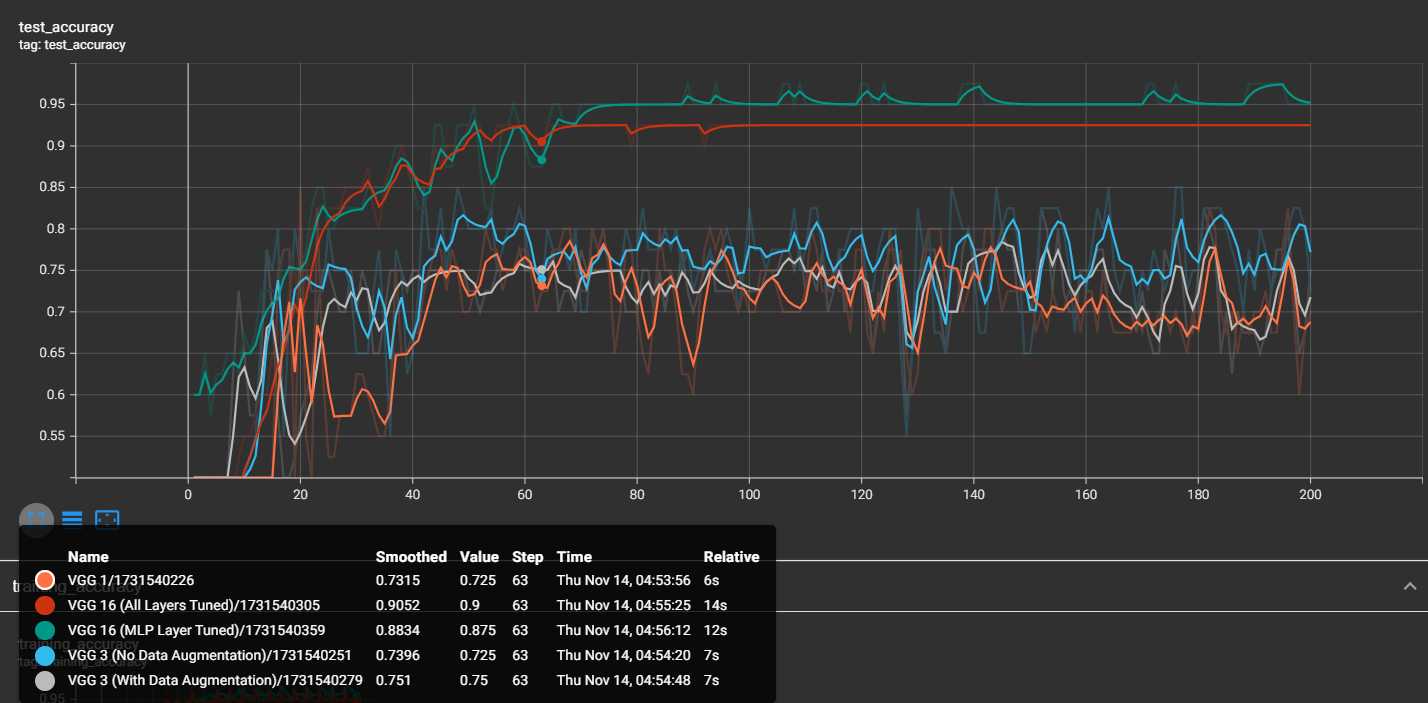 test_accuracy
tag: test_accuracy
0.95
0.9
0.85
0.8
0.75
0.7
0.65
0.6
0.55
0 20 40 60 80 100 120 140 160 180 200
training_accuracy
training_accuracy
tag: training_accuracy
Name Smoothed Value Step Time Relative
VGG 1/1731540226 0.7315 0.725 63 Thu Nov 14, 04:53:56 6s
VGG 16 (All Layers Tuned)/1731540305 0.9052 0.9 63 Thu Nov 14, 04:55:25 14s
VGG 16 (MLP Layer Tuned)/1731540359 0.8834 0.875 63 Thu Nov 14, 04:56:12 12s
VGG 3 (No Data Augmentation)/1731540251 0.7396 0.725 63 Thu Nov 14, 04:54:20 7s
VGG 3 (With Data Augmentation)/1731540279 0.751 0.75 63 Thu Nov 14, 04:54:48 7s
0.95